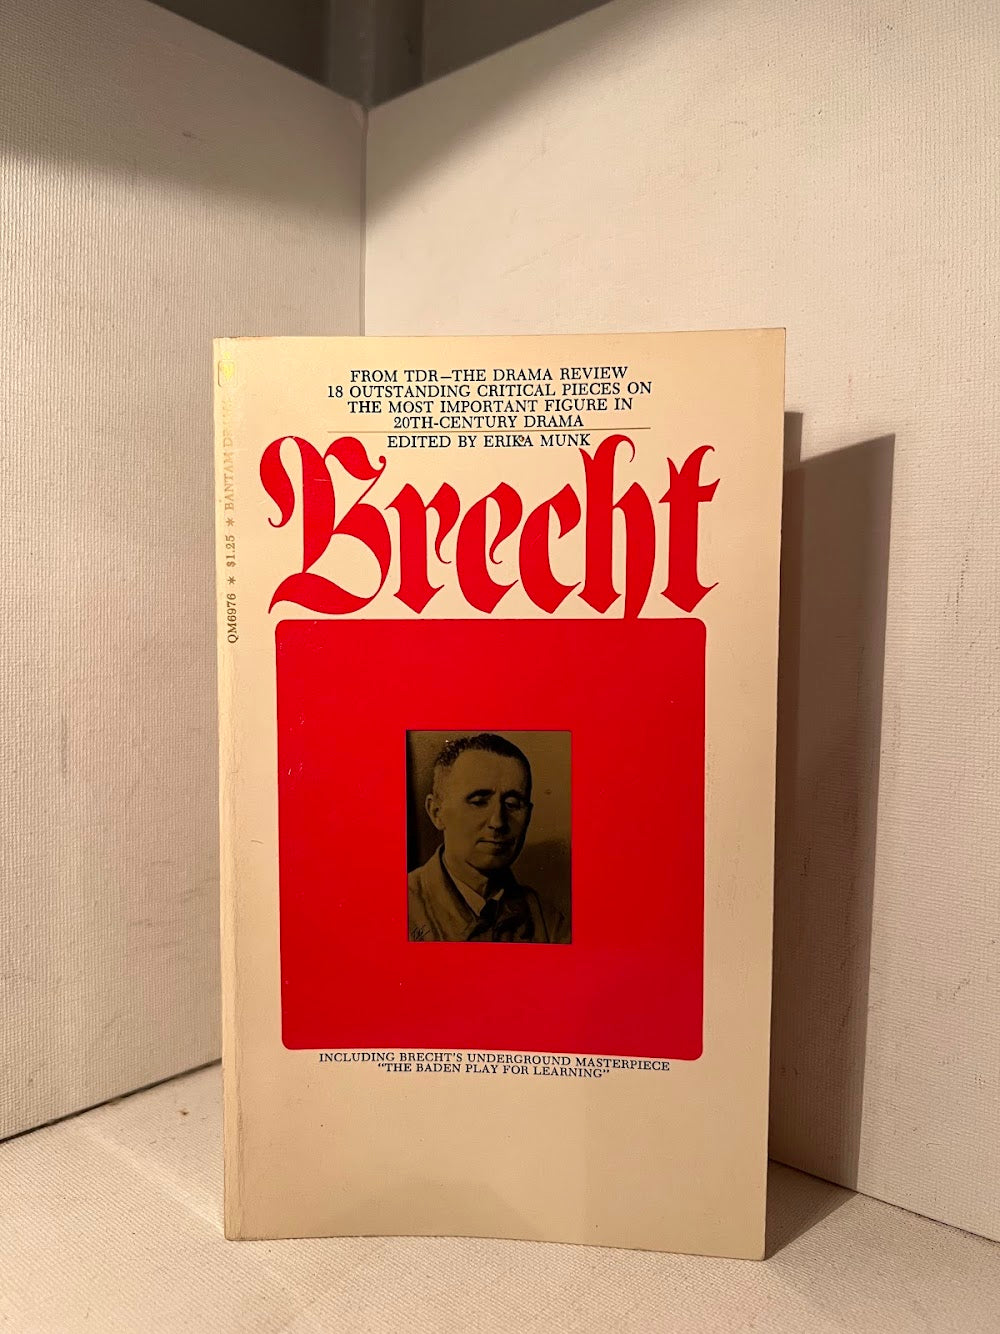 FROM TDR—THE DRAMA REVIEW
18 OUTSTANDING CRITICAL PIECES ON
THE MOST IMPORTANT FIGURE IN
20TH-CENTURY DRAMA
EDITED BY ERIKA MUNK
Brecht
INCLUDING BRECHT'S UNDERGROUND MASTERPIECE
"THE BADEN PLAY FOR LEARNING"
QM6976 * $1.25 * BANTAM